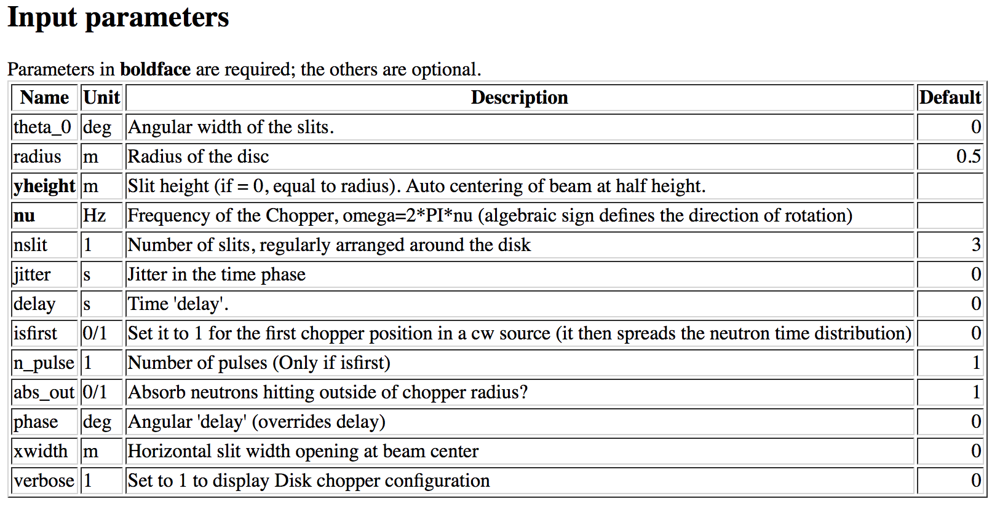 Input parameters
Parameters in boldface are required; the others are optional.
Name Unit Description Default
theta_0 deg Angular width of the slits. 0
radius m Radius of the disc 0.5
yheight m Slit height (if = 0, equal to radius). Auto centering of beam at half height.
nu Hz Frequency of the Chopper, omega=2*PI*nu (algebraic sign defines the direction of rotation)
nslit 1 Number of slits, regularly arranged around the disk 3
jitter s Jitter in the time phase 0
delay s Time 'delay'. 0
isfirst 0/1 Set it to 1 for the first chopper position in a cw source (it then spreads the neutron time distribution) 0
n_pulse 1 Number of pulses (Only if isfirst) 1
abs_out 0/1 Absorb neutrons hitting outside of chopper radius? 1
phase deg Angular 'delay' (overrides delay) 0
xwidth m Horizontal slit width opening at beam center 0
verbose 1 Set to 1 to display Disk chopper configuration 0